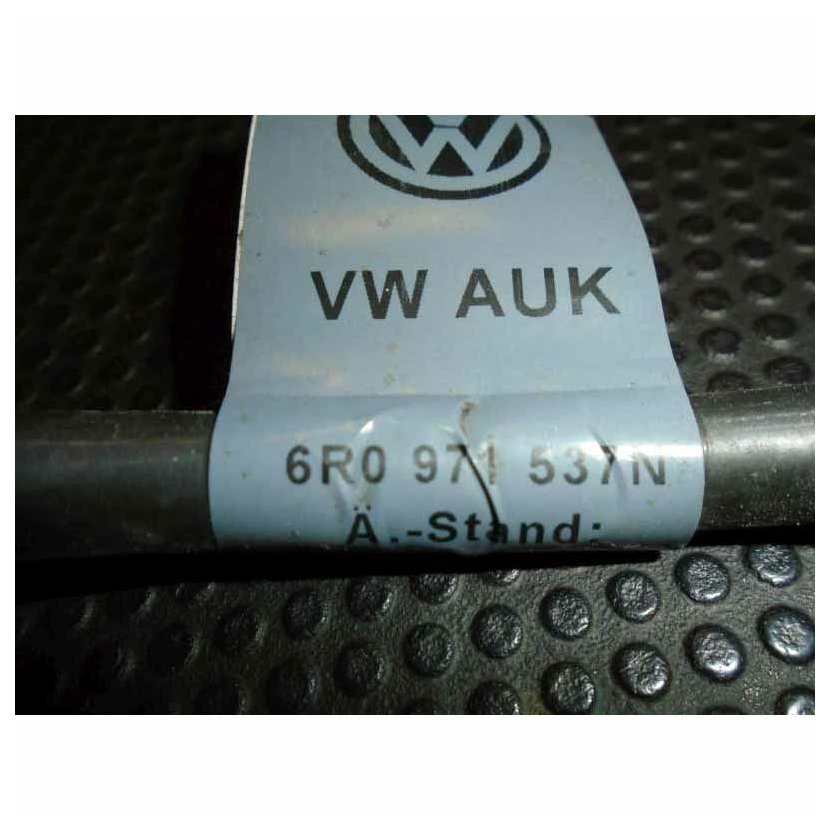 VW AUK
6R0 971 537N
Ä.-Stand: